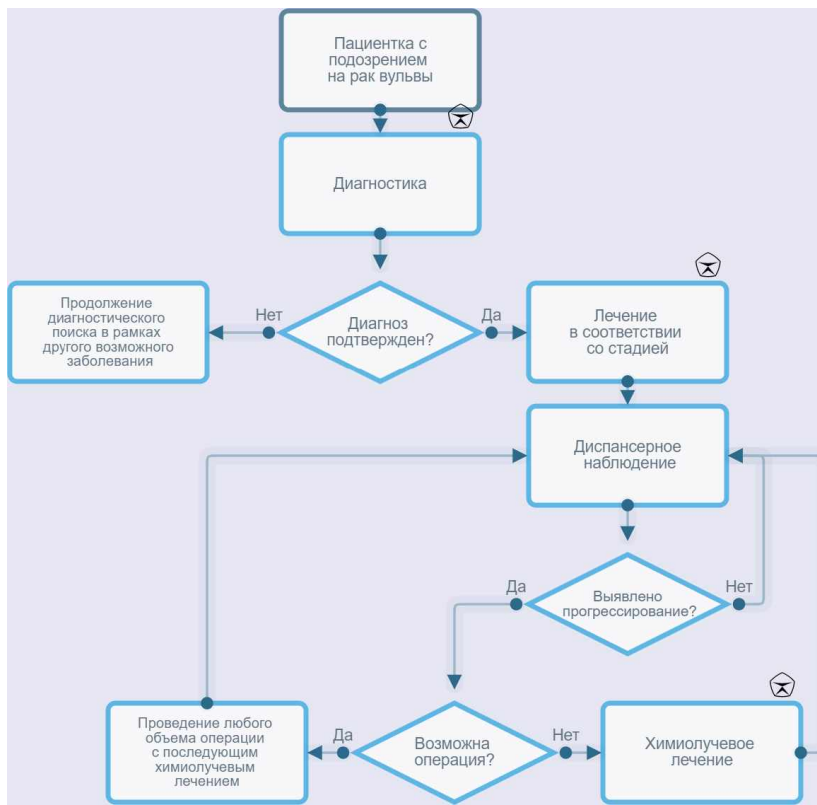 Пациентка с
подозрением
на рак вульвы
Диагностика
Продолжение
диагностического
поиска в рамках
другого возможного
заболевания
Нет
Диагноз
подтвержден?
Да
Лечение
в соответствии
со стадией
Диспансерное
наблюдение
Да
Выявлено
прогрессирование?
Нет
Проведение любого
объема операции
с последующим
химиолучевым
лечением
Да
Возможна
операция?
Нет
Химиолучевое
лечение